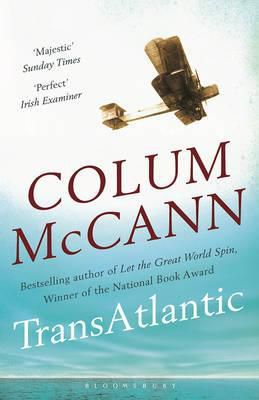 ‘Majestic’
Sunday Times
‘Perfect’
Irish Examiner
COLUM
McCANN
Bestselling author of Let the Great World Spin,
Winner of the National Book Award
TransAtlantic
BLOOMSBURY